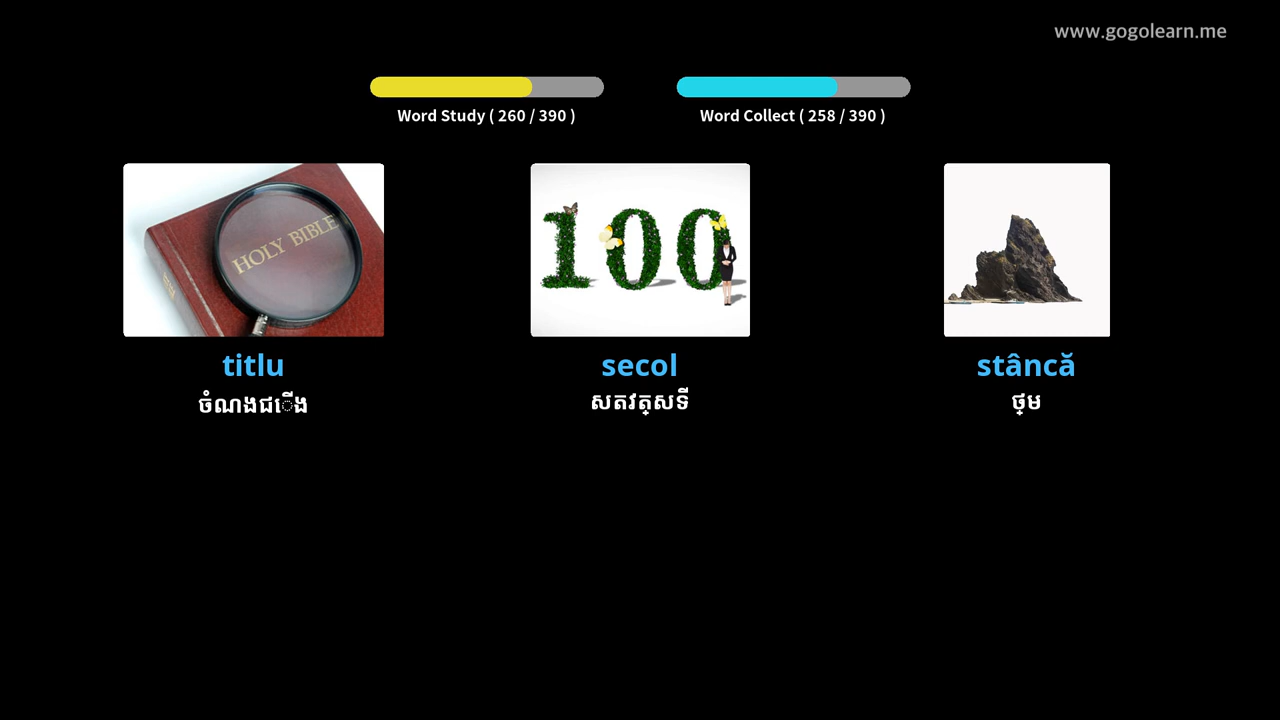 www.gogolearn.me
Word Study ( 260 / 390 )
Word Collect ( 258 / 390 )
HOLY BIBLE
100
titlu
secol
stâncă
ចំណងជើង
សតវត្សទី
ថ្ម